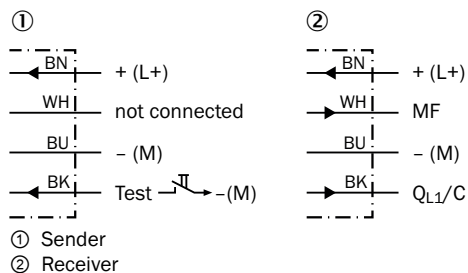 ① ②
BN + (L+) BN + (L+)
WH not connected WH MF
BU – (M) BU – (M)
BK Test –(M) BK QL1/C
① Sender
② Receiver